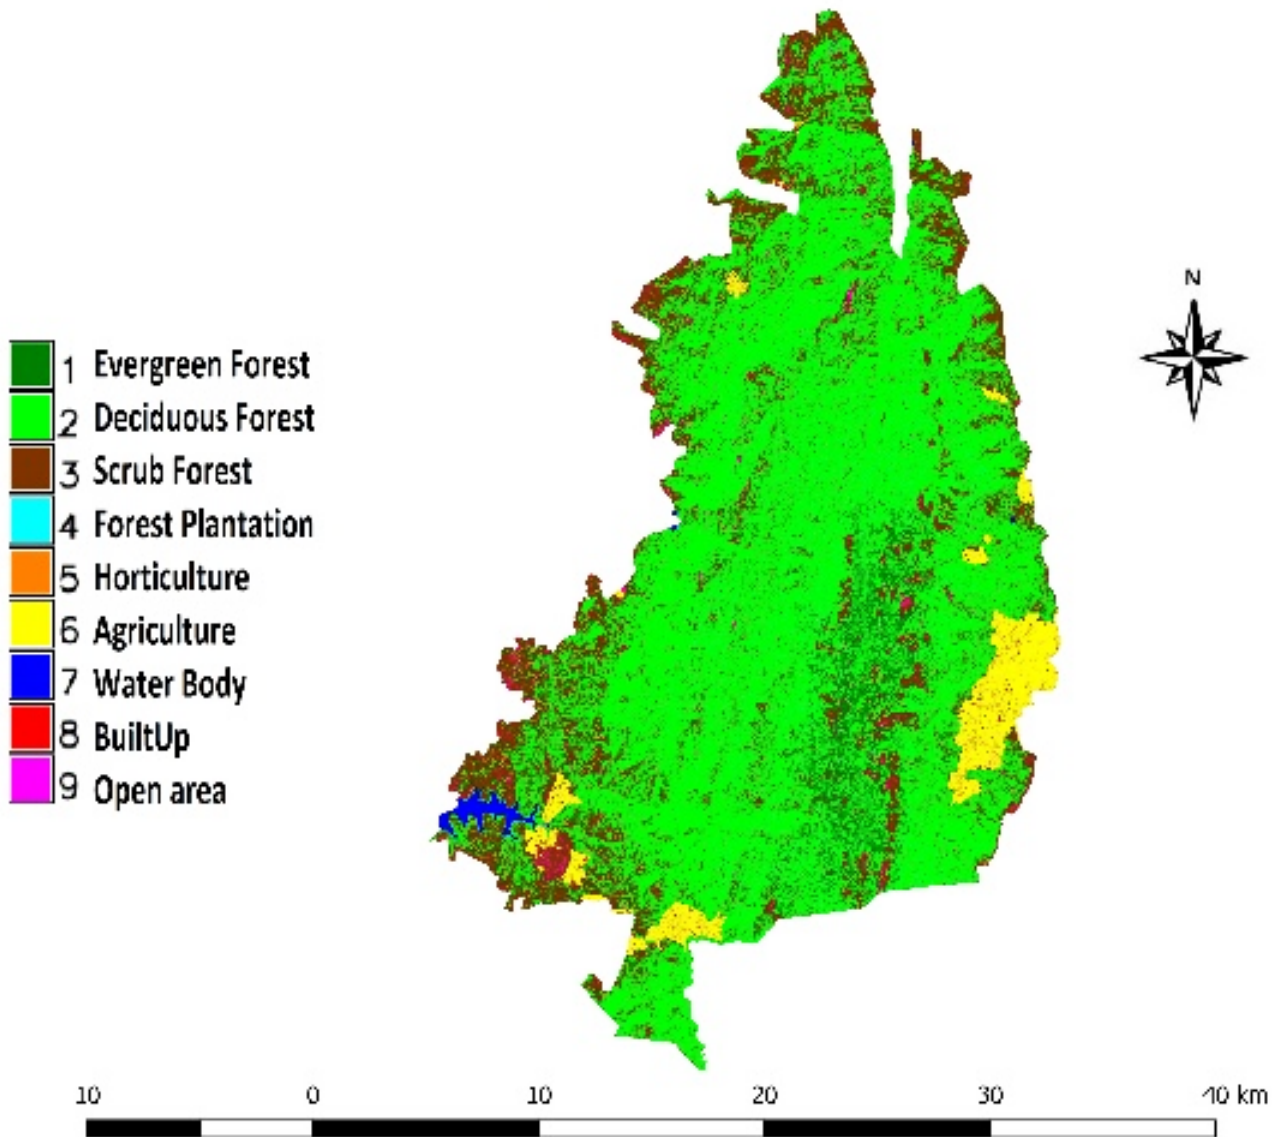 N
1 Evergreen Forest
2 Deciduous Forest
3 Scrub Forest
4 Forest Plantation
5 Horticulture
6 Agriculture
7 Water Body
8 BuiltUp
9 Open area
10 0 10 20 30 40 km